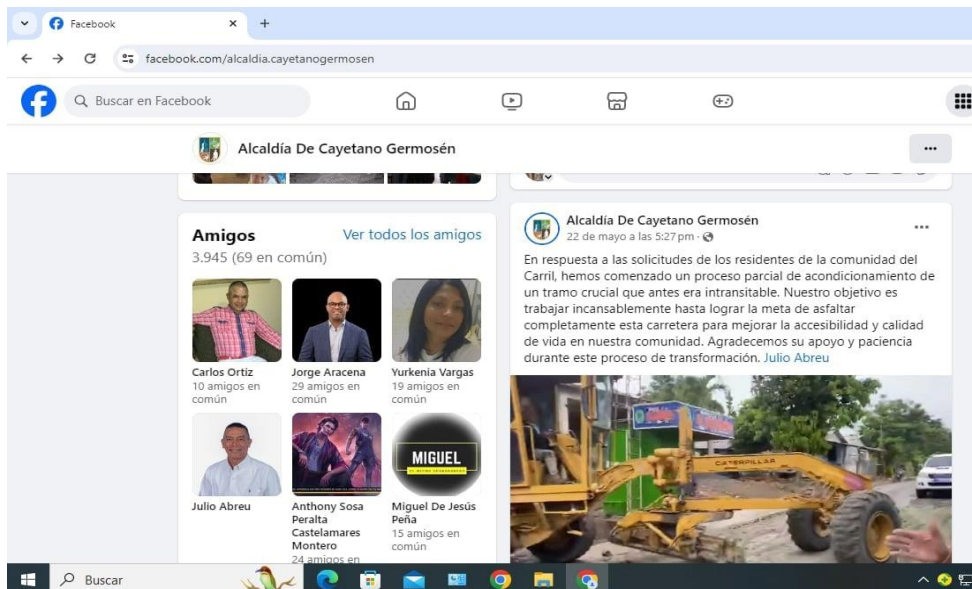 Facebook
facebook.com/alcaldia.cayetanogermosen
Buscar en Facebook
Alcaldía De Cayetano Germosén
Amigos
Ver todos los amigos
3.945 (69 en común)
Carlos Ortiz
10 amigos en
común
Jorge Aracena
29 amigos en
común
Yurkenia Vargas
19 amigos en
común
MIGUEL
Julio Abreu
Anthony Sosa
Peralta
Castelamares
Montero
24 amigos en
Miguel De Jesús
Peña
15 amigos en
común
Alcaldía De Cayetano Germosén
22 de mayo a las 5:27 pm ·
En respuesta a las solicitudes de los residentes de la comunidad del
Carril, hemos comenzado un proceso parcial de acondicionamiento de
un tramo crucial que antes era intransitable. Nuestro objetivo es
trabajar incansablemente hasta lograr la meta de asfaltar
completamente esta carretera para mejorar la accesibilidad y calidad
de vida en nuestra comunidad. Agradecemos su apoyo y paciencia
durante este proceso de transformación. Julio Abreu
CATERPILLAR
Buscar